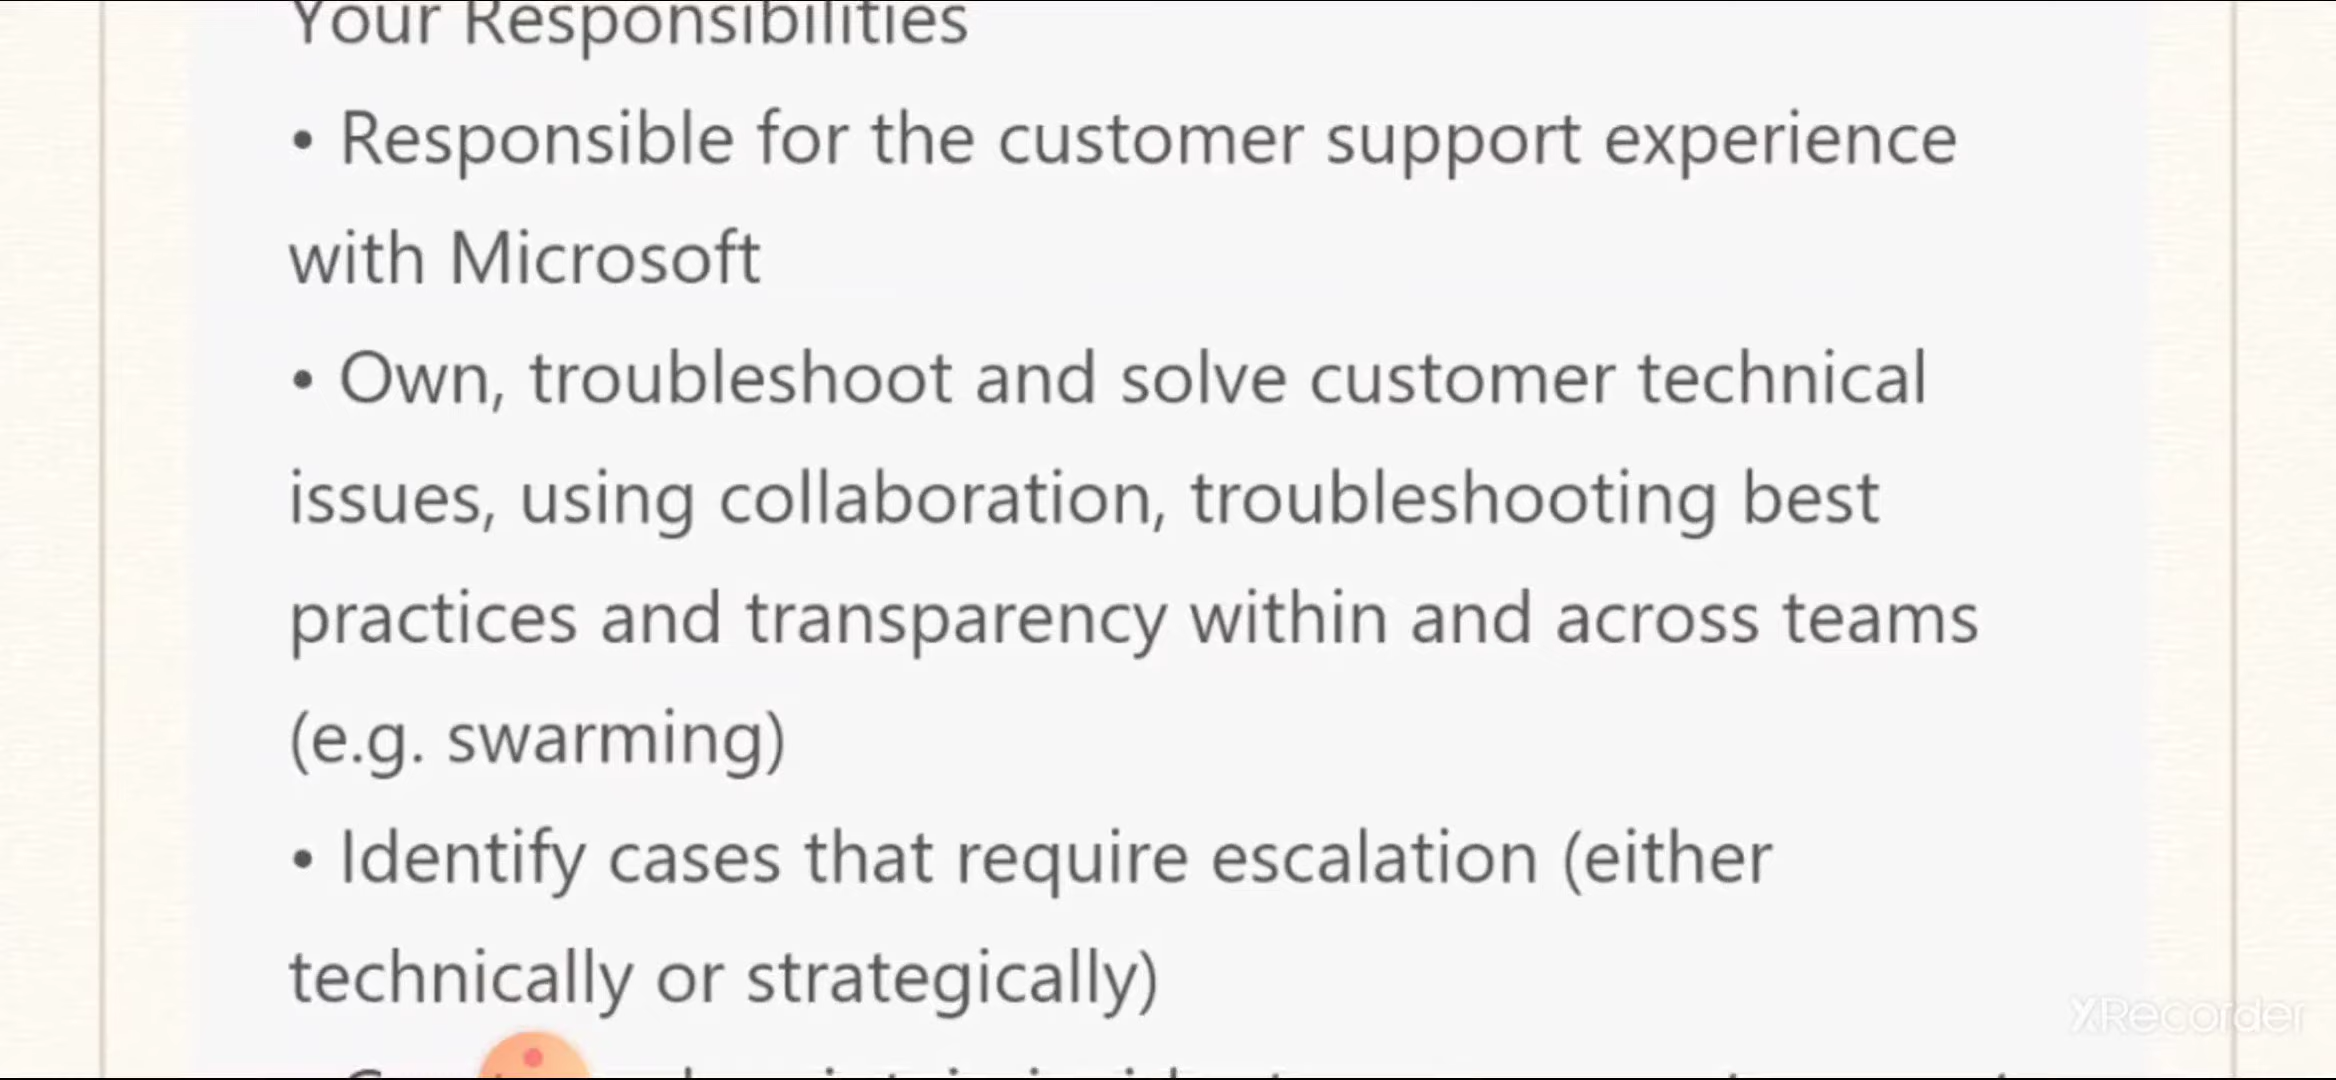 Your Responsibilities
• Responsible for the customer support experience
with Microsoft
• Own, troubleshoot and solve customer technical
issues, using collaboration, troubleshooting best
practices and transparency within and across teams
(e.g. swarming)
• Identify cases that require escalation (either
technically or strategically)
XRecorder